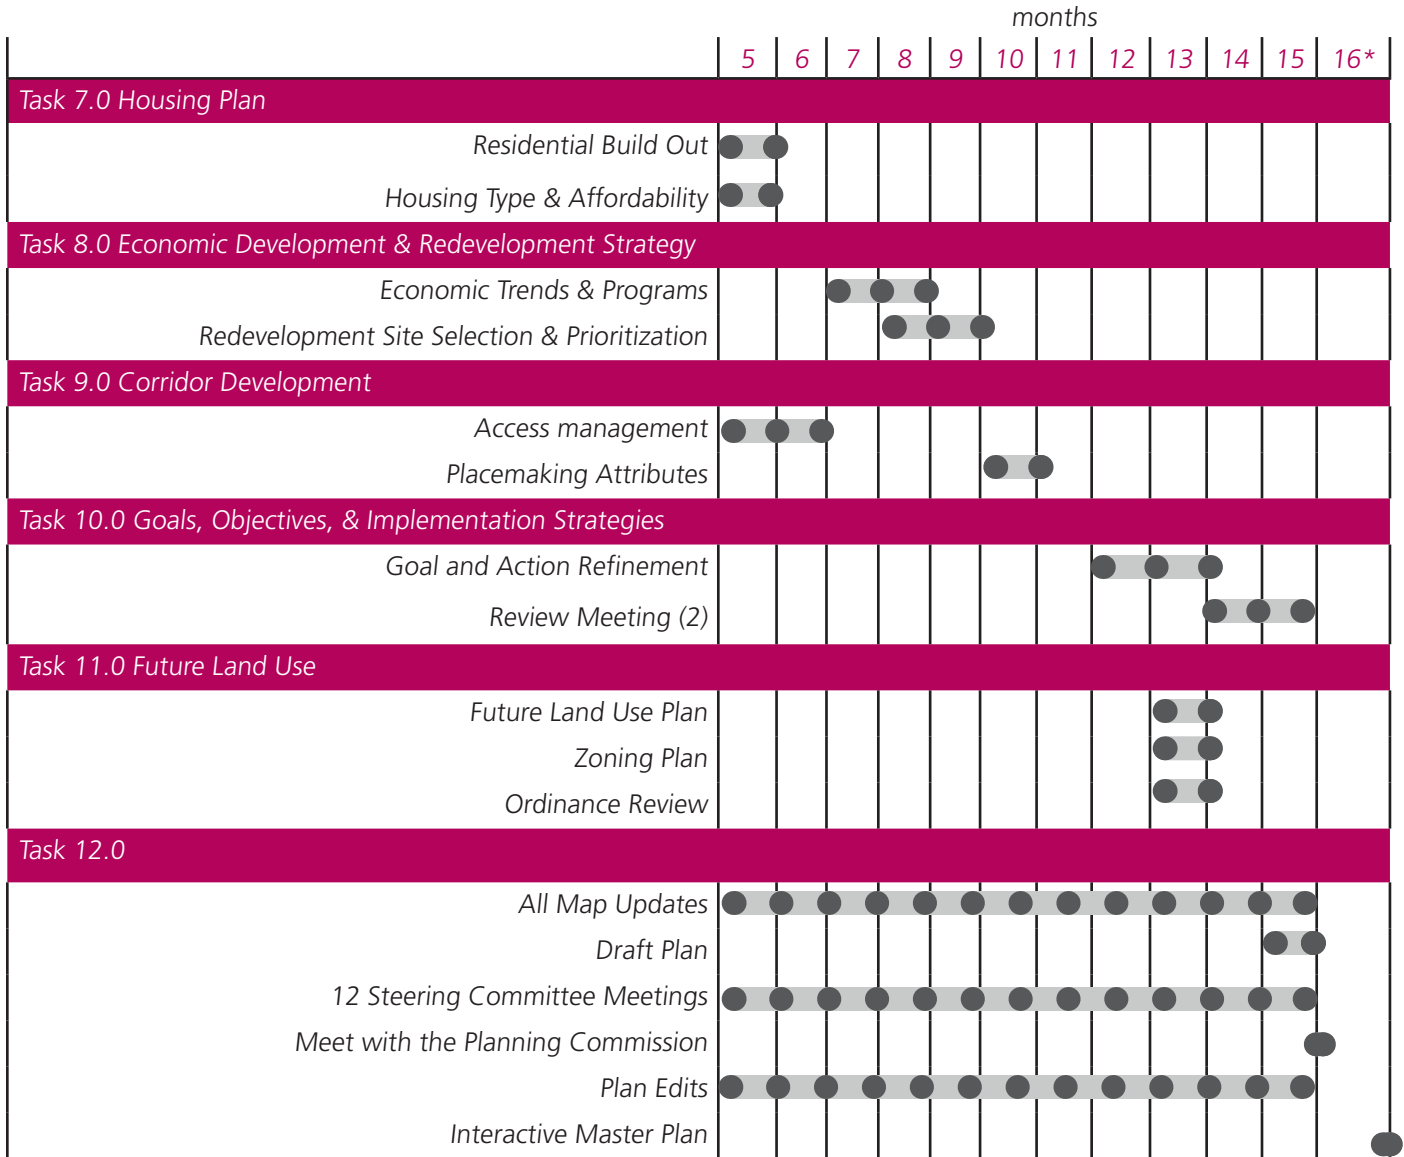 months
5 6 7 8 9 10 11 12 13 14 15 16*
Task 7.0 Housing Plan
Residential Build Out
Housing Type & Affordability
Task 8.0 Economic Development & Redevelopment Strategy
Economic Trends & Programs
Redevelopment Site Selection & Prioritization
Task 9.0 Corridor Development
Access management
Placemaking Attributes
Task 10.0 Goals, Objectives, & Implementation Strategies
Goal and Action Refinement
Review Meeting (2)
Task 11.0 Future Land Use
Future Land Use Plan
Zoning Plan
Ordinance Review
Task 12.0
All Map Updates
Draft Plan
12 Steering Committee Meetings
Meet with the Planning Commission
Plan Edits
Interactive Master Plan